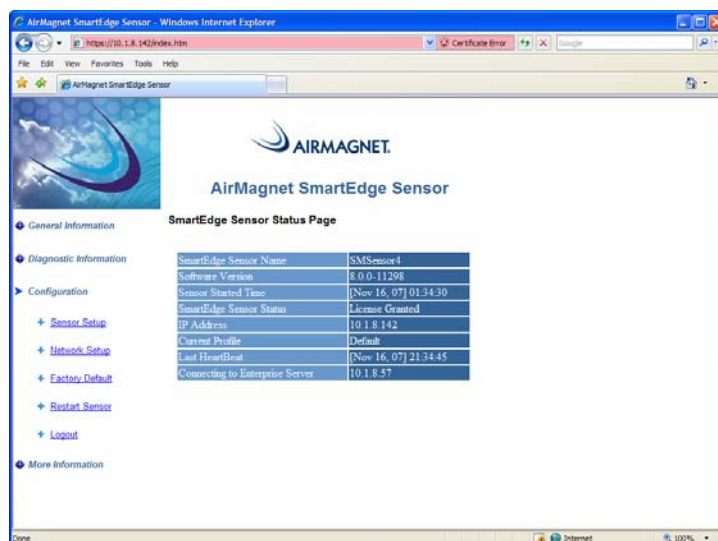 AirMagnet SmartEdge Sensor - Windows Internet Explorer
https://10.1.8.142/index.htm Certificate Error Google
File Edit View Favorites Tools Help
AirMagnet SmartEdge Sensor
AIRMAGNET.
AirMagnet SmartEdge Sensor
SmartEdge Sensor Status Page
General Information
Diagnostic Information
Configuration
Sensor Setup
Network Setup
Factory Default
Restart Sensor
Logout
More Information
SmartEdge Sensor Name SMSensor4
Software Version 8.0.0-11298
Sensor Started Time [Nov 16, 07] 01:34:30
SmartEdge Sensor Status License Granted
IP Address 10.1.8.142
Current Profile Default
Last HeartBeat [Nov 16, 07] 21:34:45
Connecting to Enterprise Server 10.1.8.57
Done Internet 100%